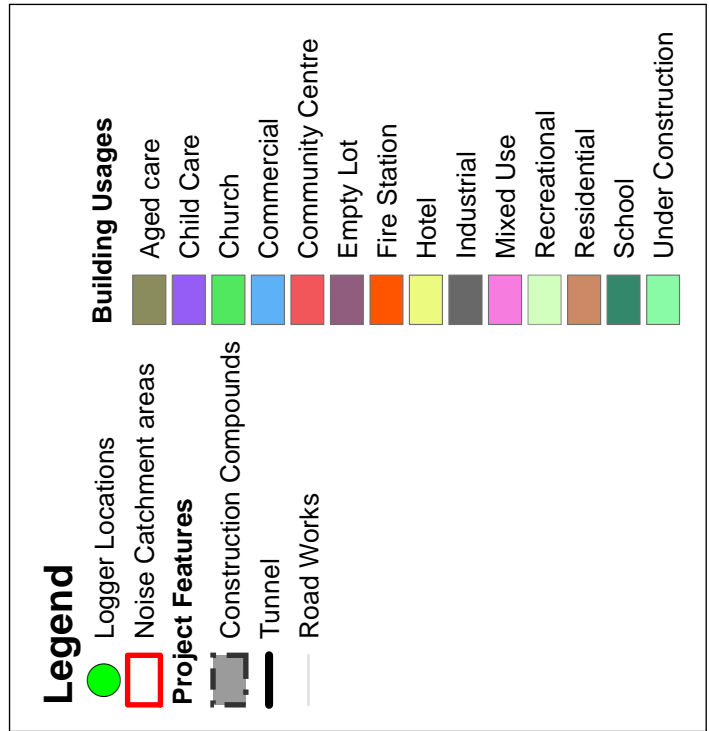 Legend
Logger Locations
Noise Catchment areas
Project Features
Construction Compounds
Tunnel
Road Works
Building Usages
Aged care
Child Care
Church
Commercial
Community Centre
Empty Lot
Fire Station
Hotel
Industrial
Mixed Use
Recreational
Residential
School
Under Construction